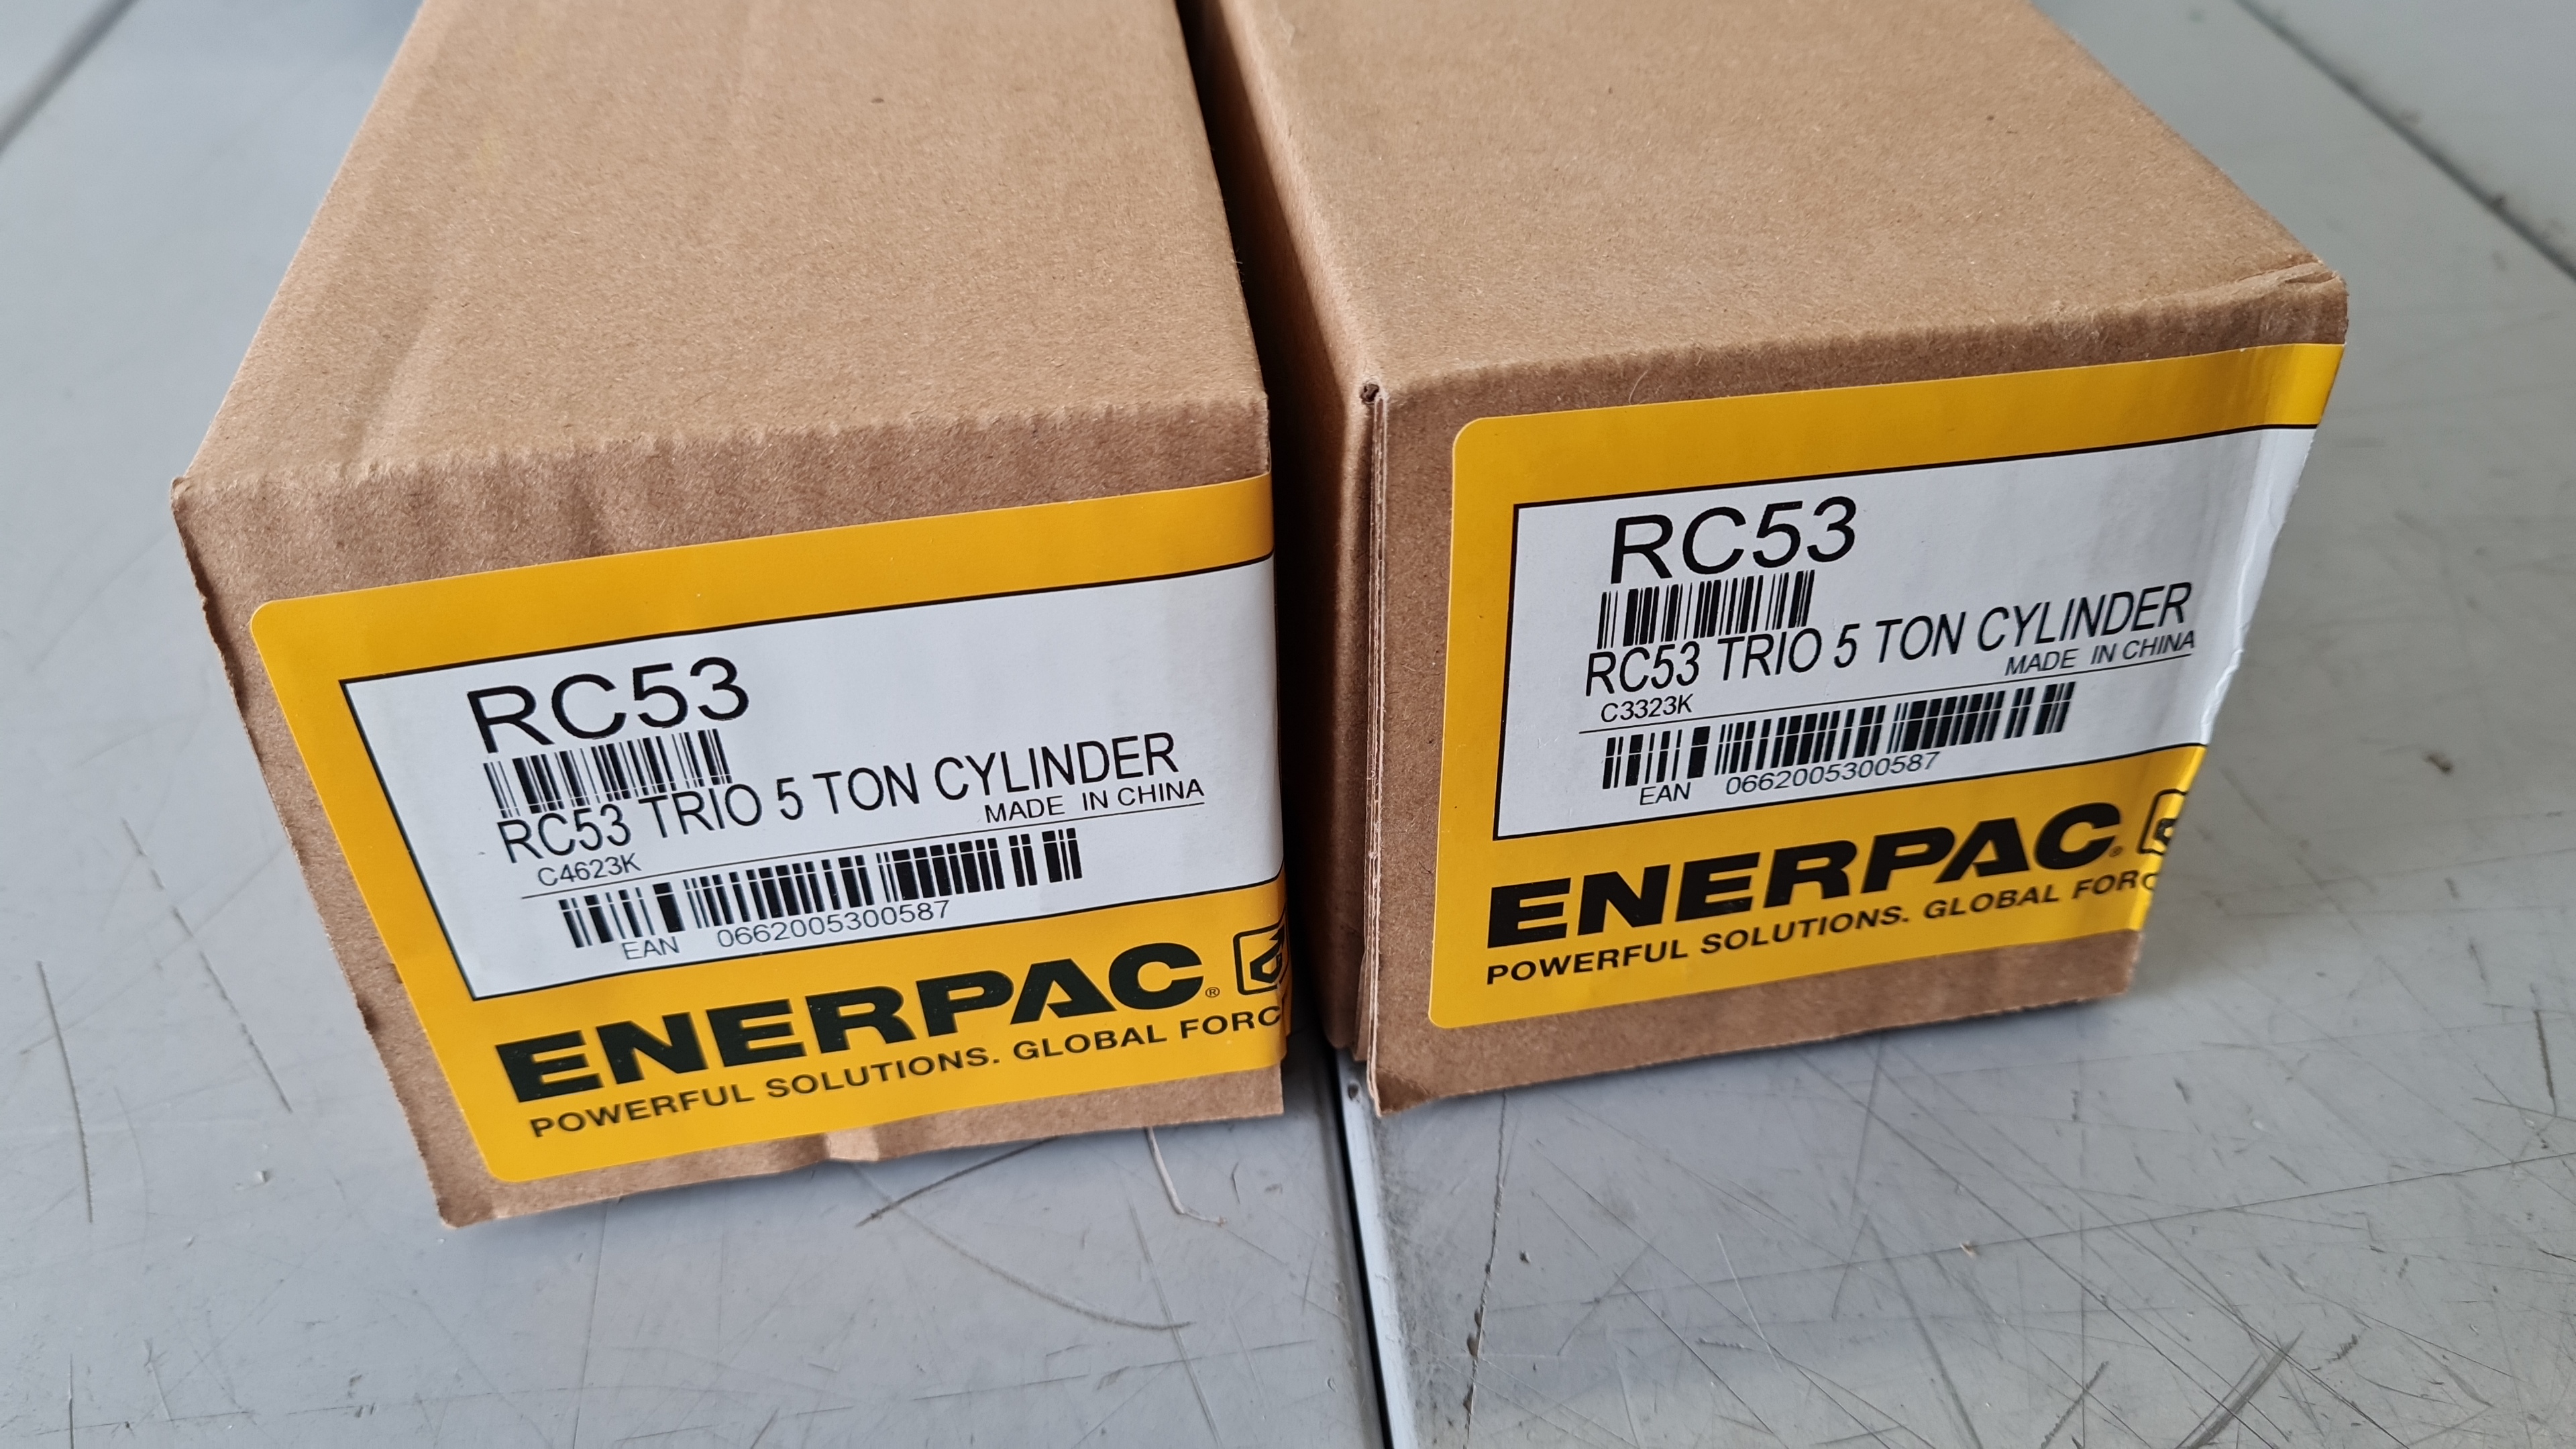 RC53
RC53 TRIO 5 TON CYLINDER
MADE IN CHINA
C4623K
EAN 0662005300587
ENERPAC®
POWERFUL SOLUTIONS. GLOBAL FORC
RC53
RC53 TRIO 5 TON CYLINDER
MADE IN CHINA
C3323K
EAN 0662005300587
ENERPAC®
POWERFUL SOLUTIONS. GLOBAL FORC